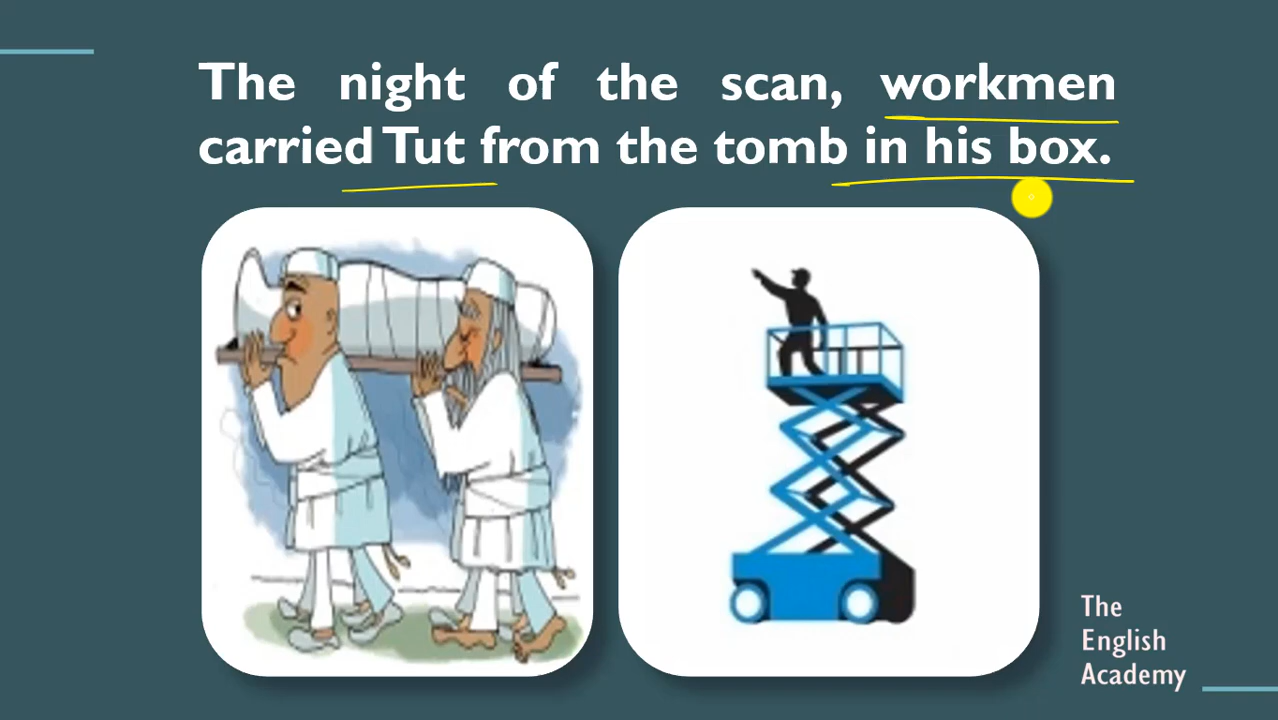 The night of the scan, workmen
carried Tut from the tomb in his box.
The
English
Academy